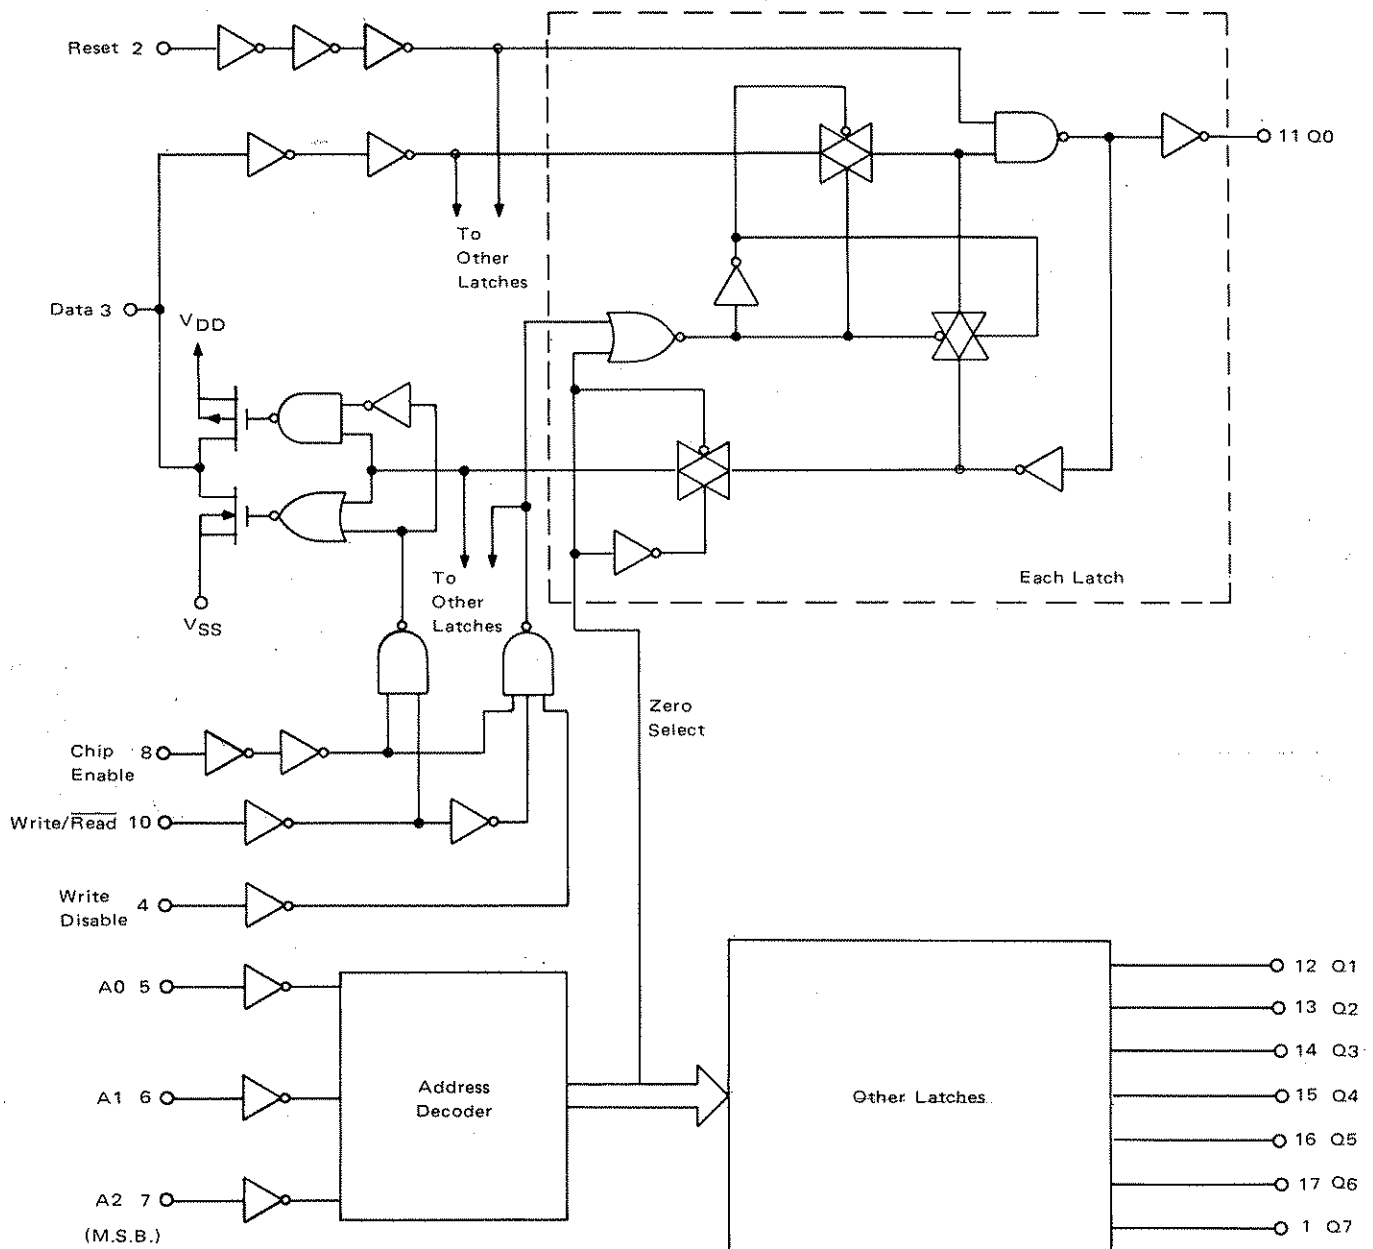 Reset 2
11 Q0
To
Other
Latches
Data 3
VDD
VSS
To
Other
Latches
Each Latch
Zero
Select
Chip 8
Enable
Write/Read 10
Write
Disable 4
A0 5
A1 6
A2 7
(M.S.B.)
Address
Decoder
Other Latches
12 Q1
13 Q2
14 Q3
15 Q4
16 Q5
17 Q6
1 Q7